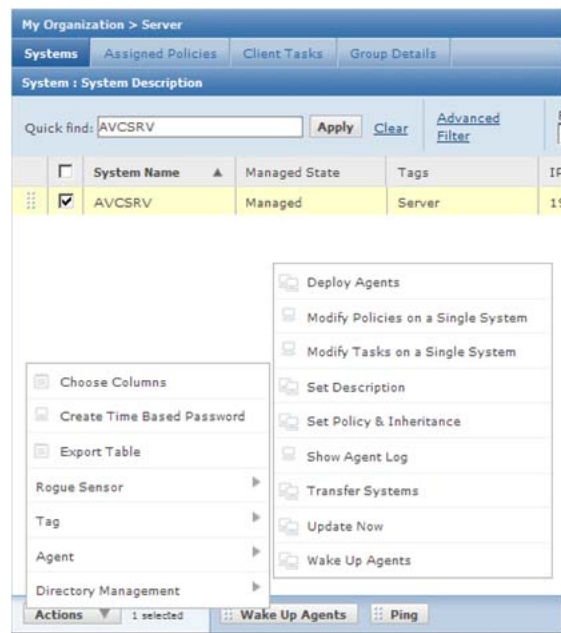 My Organization > Server
Systems Assigned Policies Client Tasks Group Details
System : System Description
Quick find: AVCSRV Apply Clear Advanced Filter
System Name Managed State Tags IP
AVCSRV Managed Server 19
Deploy Agents
Modify Policies on a Single System
Modify Tasks on a Single System
Set Description
Set Policy & Inheritance
Show Agent Log
Transfer Systems
Update Now
Wake Up Agents
Choose Columns
Create Time Based Password
Export Table
Rogue Sensor
Tag
Agent
Directory Management
Actions 1 selected Wake Up Agents Ping